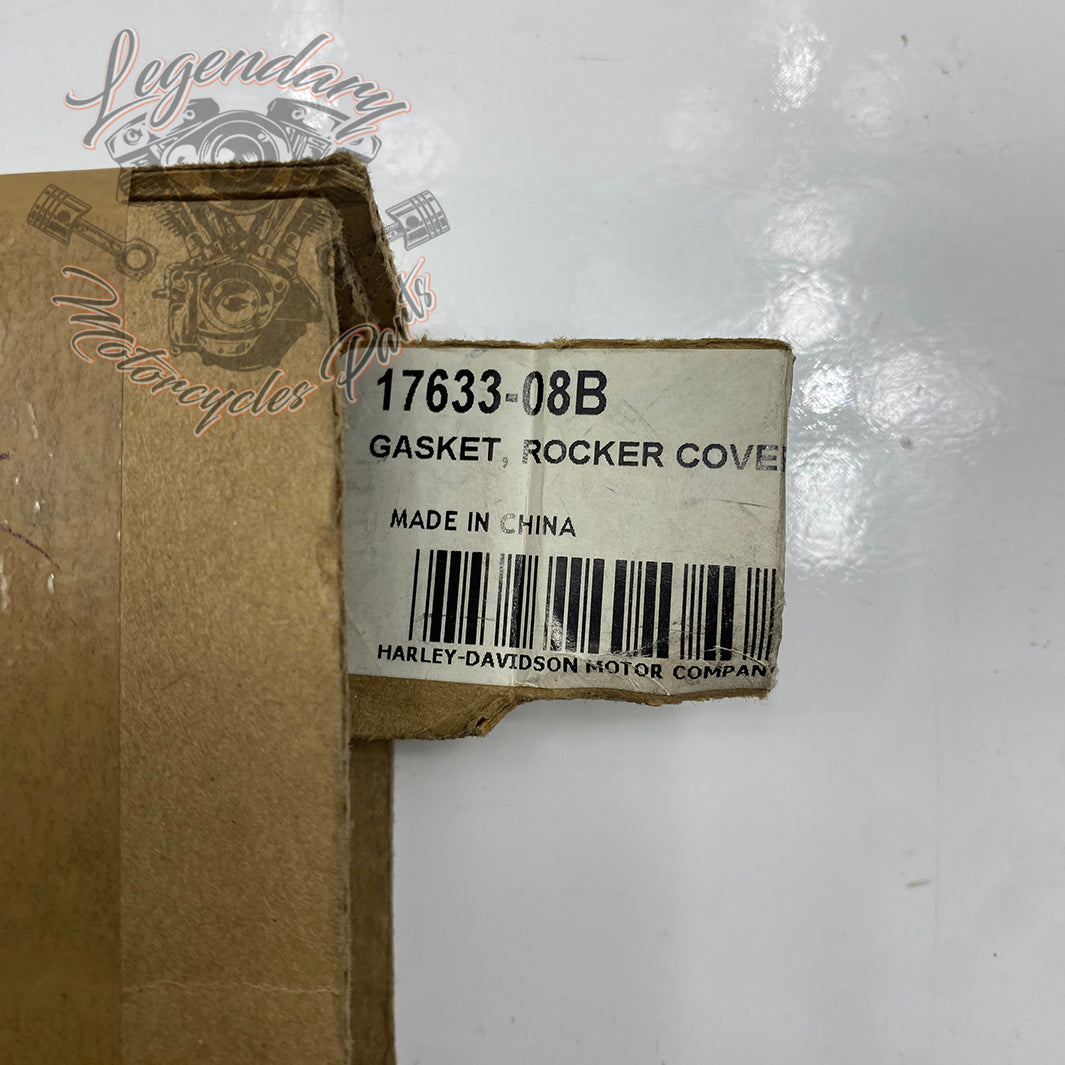 Legendary
Motorcycles Parts
17633-08B
GASKET, ROCKER COVE
MADE IN CHINA
HARLEY-DAVIDSON MOTOR COMPANY